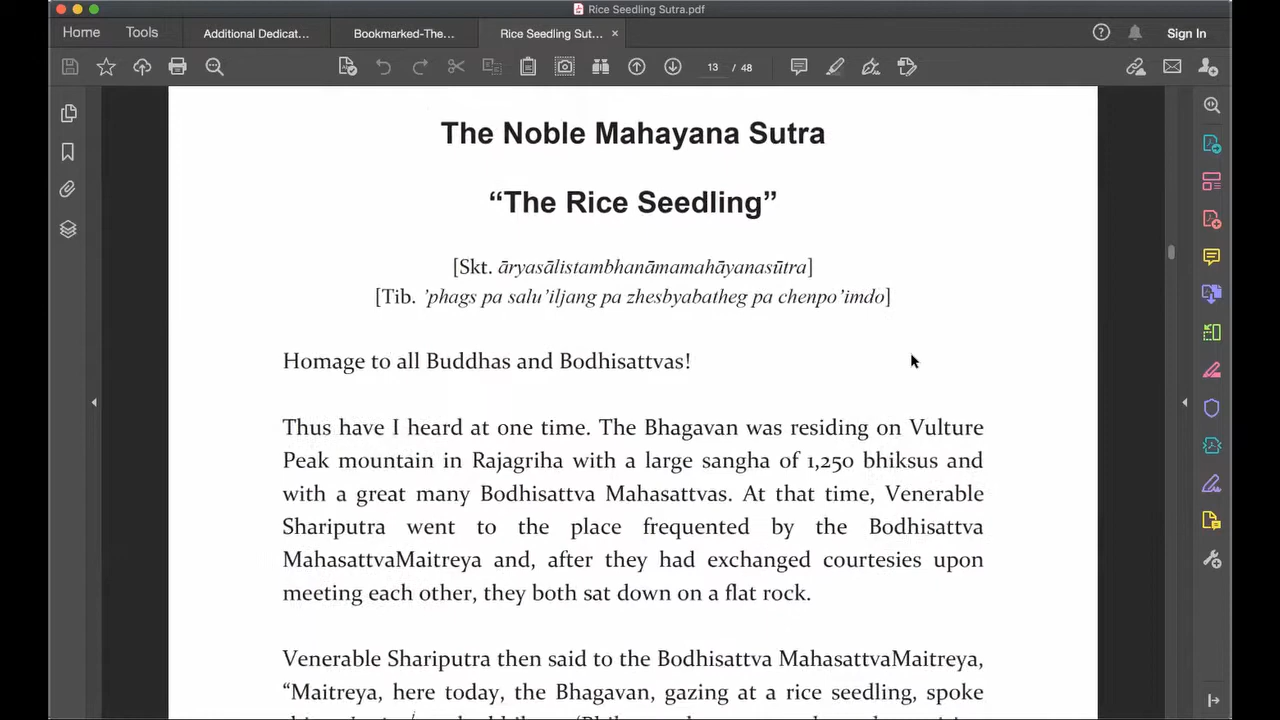 Rice Seedling Sutra.pdf
Home Tools Additional Dedicat... Bookmarked-The... Rice Seedling Sut... × Sign In
13 / 48
The Noble Mahayana Sutra
“The Rice Seedling”
[Skt. āryasālistambhanāmamahāyanasūtra]
[Tib. ’phags pa salu’iljang pa zhesbyabatheg pa chenpo’imdo]
Homage to all Buddhas and Bodhisattvas!
Thus have I heard at one time. The Bhagavan was residing on Vulture
Peak mountain in Rajagriha with a large sangha of 1,250 bhiksus and
with a great many Bodhisattva Mahasattvas. At that time, Venerable
Shariputra went to the place frequented by the Bodhisattva
MahasattvaMaitreya and, after they had exchanged courtesies upon
meeting each other, they both sat down on a flat rock.
Venerable Shariputra then said to the Bodhisattva MahasattvaMaitreya,
“Maitreya, here today, the Bhagavan, gazing at a rice seedling, spoke